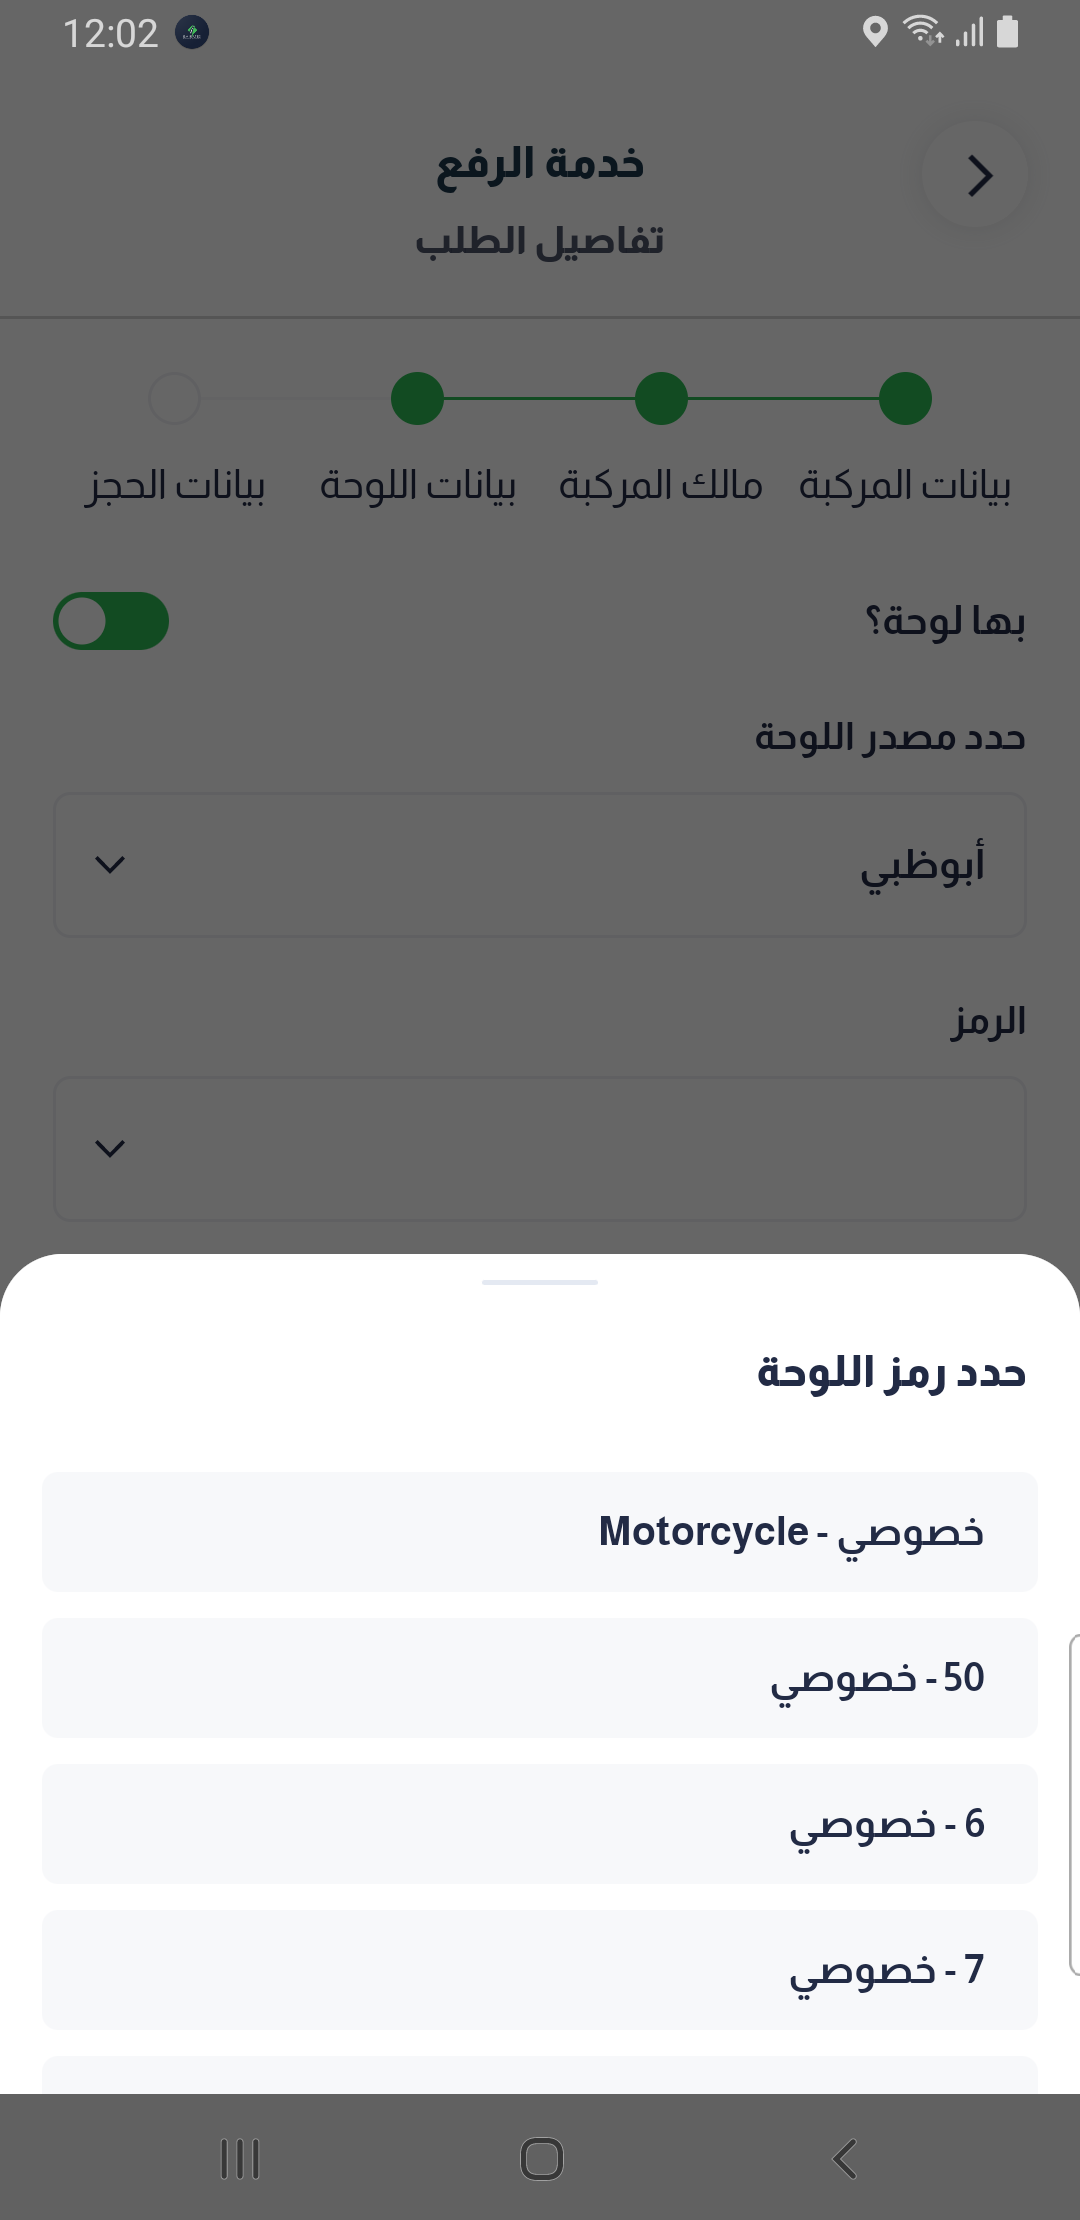 12:02
خدمة الرفع
تفاصيل الطلب
بيانات المركبة
مالك المركبة
بيانات اللوحة
بيانات الحجز
بها لوحة؟
حدد مصدر اللوحة
أبوظبي
الرمز
حدد رمز اللوحة
خصوصي - Motorcycle
50 - خصوصي
6 - خصوصي
7 - خصوصي